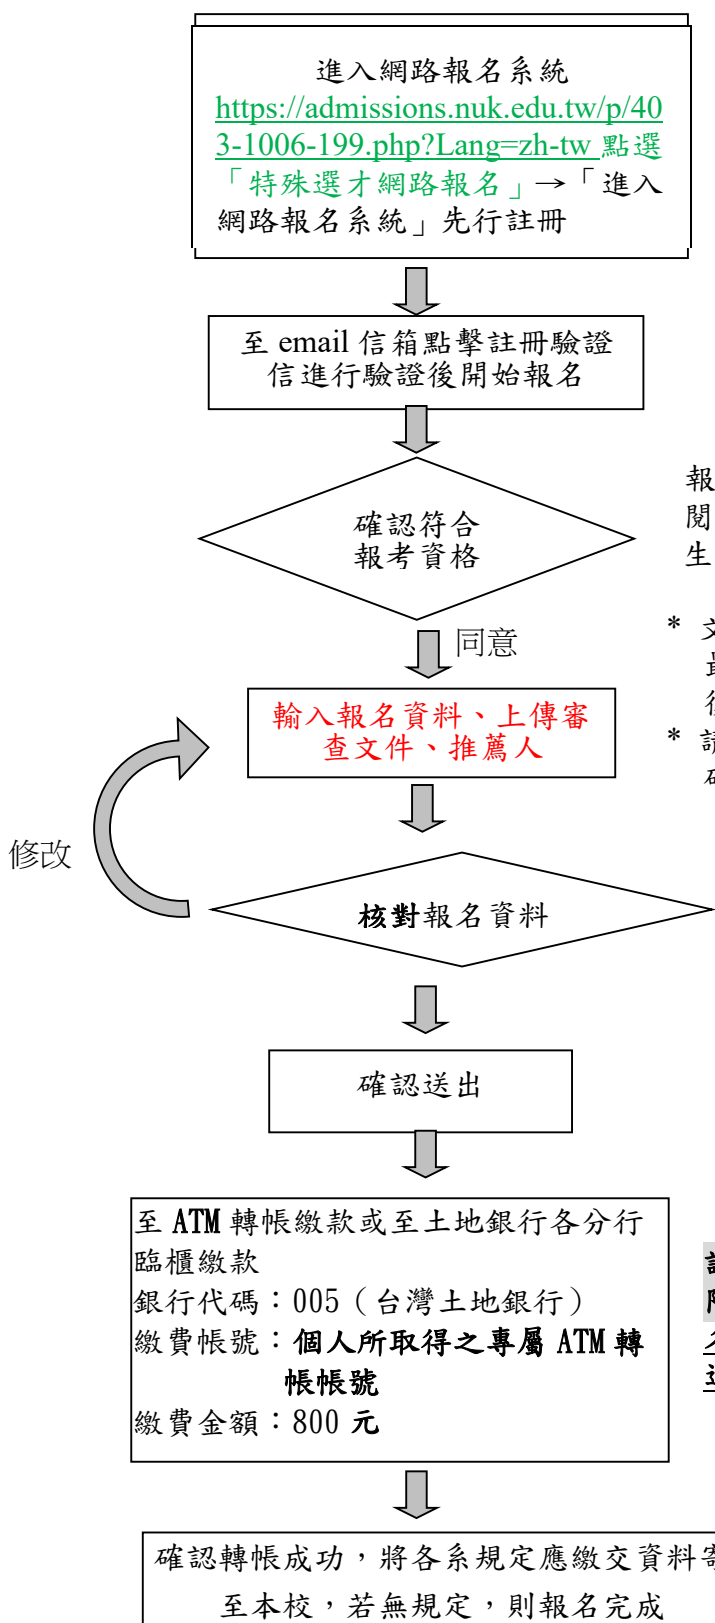 進入網路報名系統
https://admissions.nuk.edu.tw/p/40
3-1006-199.php?Lang=zh-tw 點選
「特殊選才網路報名」→「進入
網路報名系統」先行註冊
至 email 信箱點擊註冊驗證
信進行驗證後開始報名
確認符合
報考資格
報
閱
生
同意
* 文
* 請
輸入報名資料、上傳審
查文件、推薦人
修改
核對報名資料
確認送出
至 ATM 轉帳繳款或至土地銀行各分行
臨櫃繳款
銀行代碼：005（台灣土地銀行）
繳費帳號：個人所取得之專屬 ATM 轉
帳帳號
繳費金額：800 元
確認轉帳成功，將各系規定應繳交資料寄
至本校，若無規定，則報名完成